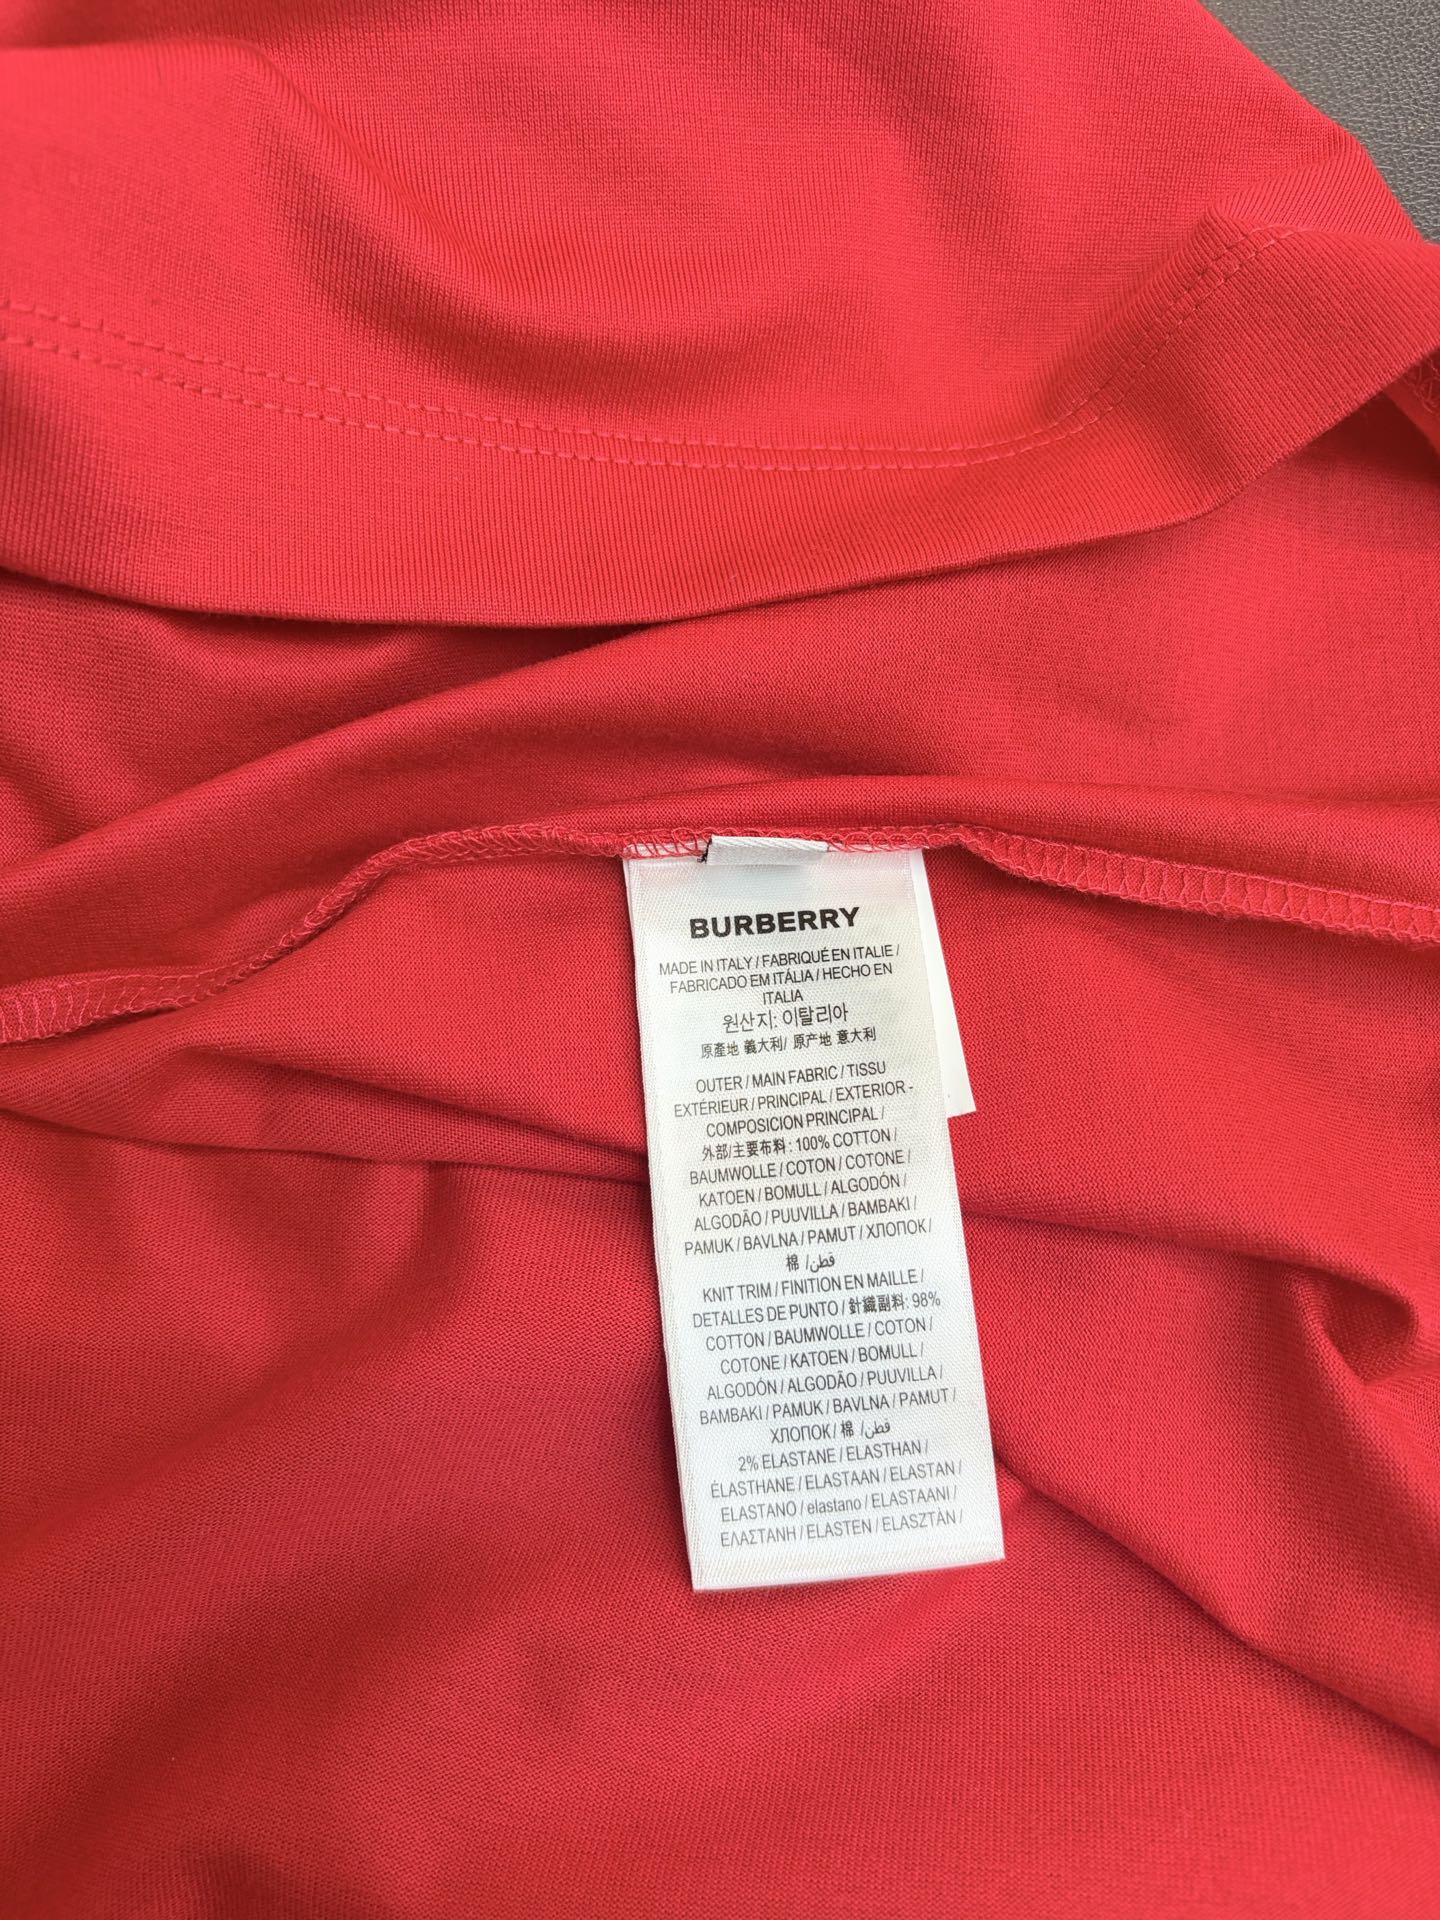 BURBERRY
MADE IN ITALY / FABRIQUÉ EN ITALIE /
FABRICADO EM ITÁLIA / HECHO EN
ITALIA
원산지: 이탈리아
原產地 義大利/ 原产地 意大利
OUTER / MAIN FABRIC / TISSU
EXTÉRIEUR / PRINCIPAL / EXTERIOR -
COMPOSICION PRINCIPAL /
外部/主要布料: 100% COTTON /
BAUMWOLLE / COTON / COTONE /
KATOEN / BOMULL / ALGODÓN /
ALGODÃO / PUUVILLA / BAMBAKI /
PAMUK / BAVLNA / PAMUT / ХЛОПОК /
棉 /قطن
KNIT TRIM / FINITION EN MAILLE /
DETALLES DE PUNTO / 針織副料: 98%
COTTON / BAUMWOLLE / COTON /
COTONE / KATOEN / BOMULL /
ALGODÓN / ALGODÃO / PUUVILLA /
BAMBAKI / PAMUK / BAVLNA / PAMUT /
ХЛОПОК / 棉 /قطن
2% ELASTANE / ELASTHAN /
ÉLASTHANE / ELASTAAN / ELASTAN /
ELASTANO / elastano / ELASTAANI /
ΕΛΑΣΤΑΝΗ / ELASTEN / ELASZTÀN /